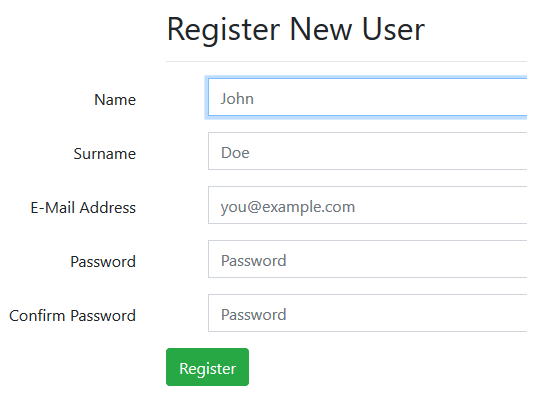 Register New User
Name John
Surname Doe
E-Mail Address you@example.com
Password Password
Confirm Password Password
Register